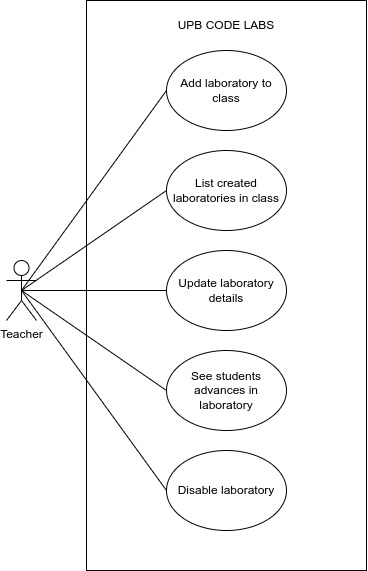 UPB CODE LABS
Add laboratory to
class
List created
laboratories in class
Update laboratory
details
Teacher
See students
advances in
laboratory
Disable laboratory